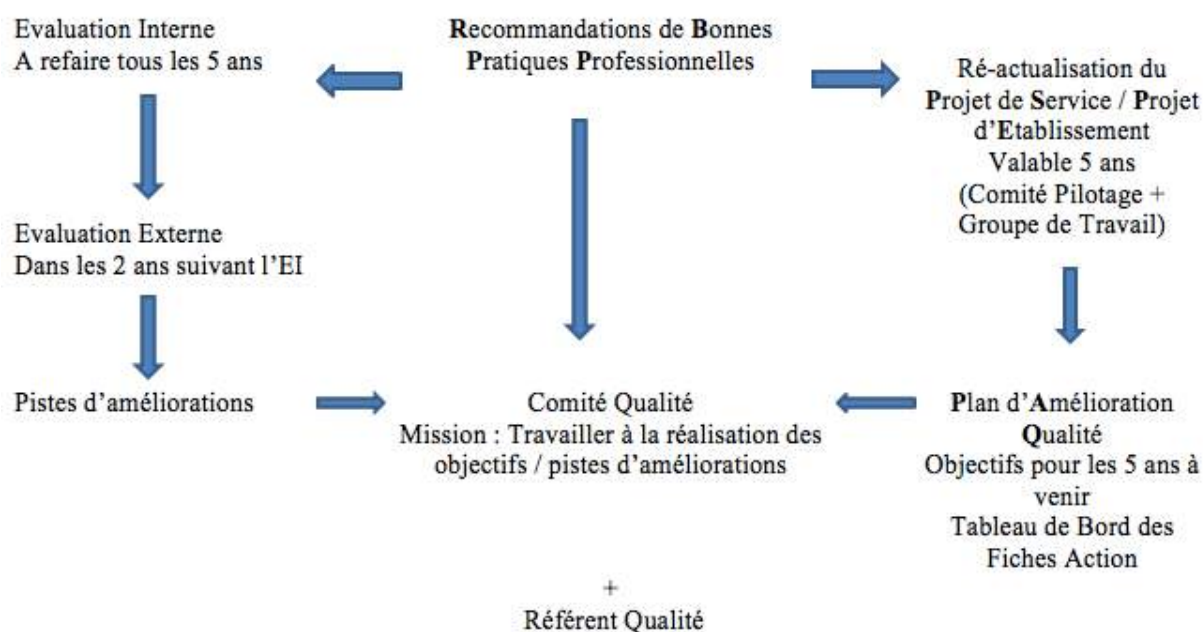 Evaluation Interne
A refaire tous les 5 ans
Recommandations de Bonnes
Pratiques Professionnelles
Ré-actualisation du
Projet de Service / Projet
d’Etablissement
Valable 5 ans
(Comité Pilotage +
Groupe de Travail)
Evaluation Externe
Dans les 2 ans suivant l’EI
Pistes d’améliorations
Comité Qualité
Mission : Travailler à la réalisation des
objectifs / pistes d’améliorations
Plan d’Amélioration
Qualité
Objectifs pour les 5 ans à
venir
Tableau de Bord des
Fiches Action
+
Référent Qualité